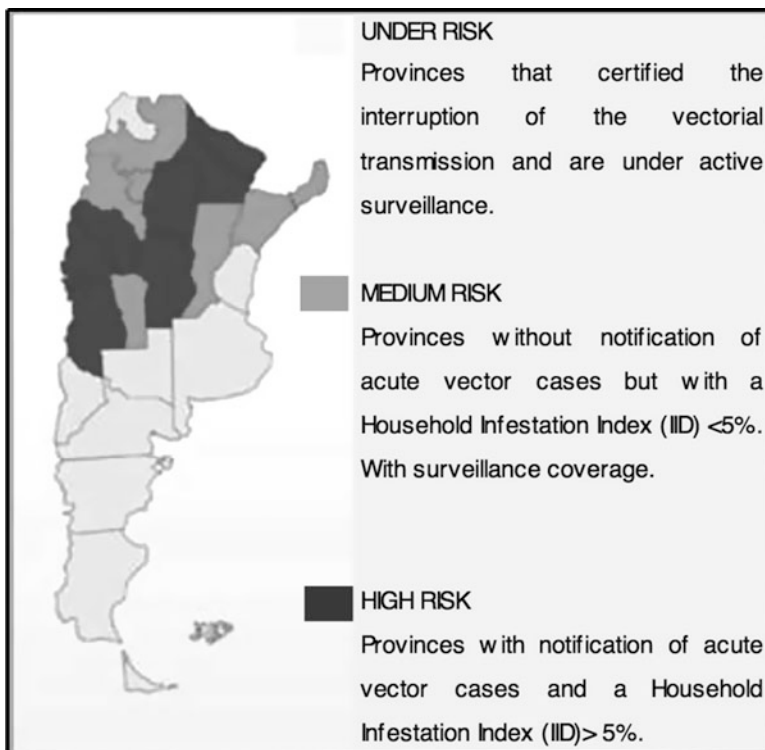 UNDER RISK
Provinces that certified the
interruption of the vectorial
transmission and are under active
surveillance.
MEDIUM RISK
Provinces without notification of
acute vector cases but with a
Household Infestation Index (IID) <5%.
With surveillance coverage.
HIGH RISK
Provinces with notification of acute
vector cases and a Household
Infestation Index (IID)> 5%.